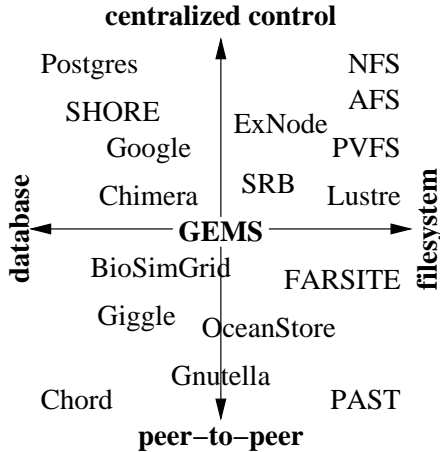 centralized control
Postgres NFS
AFS
SHORE
ExNode
Google PVFS
SRB
Chimera Lustre
database GEMS filesystem
BioSimGrid
FARSITE
Giggle
OceanStore
Gnutella
Chord PAST
peer−to−peer